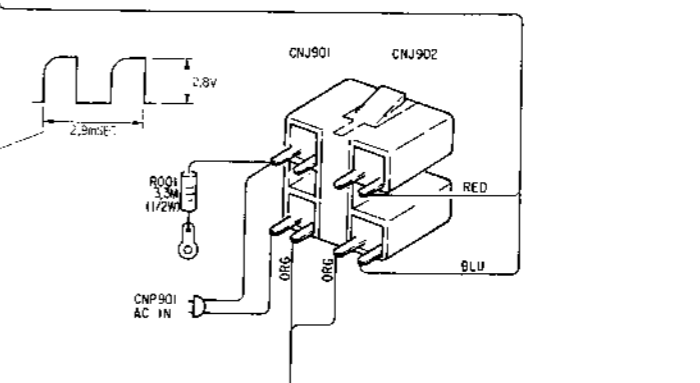 CNJ901
CNJ902
2,8V
2,9mSEC
R001
3,3M
(1/2W)
RED
BLU
ORG
ORG
CNP901
AC IN